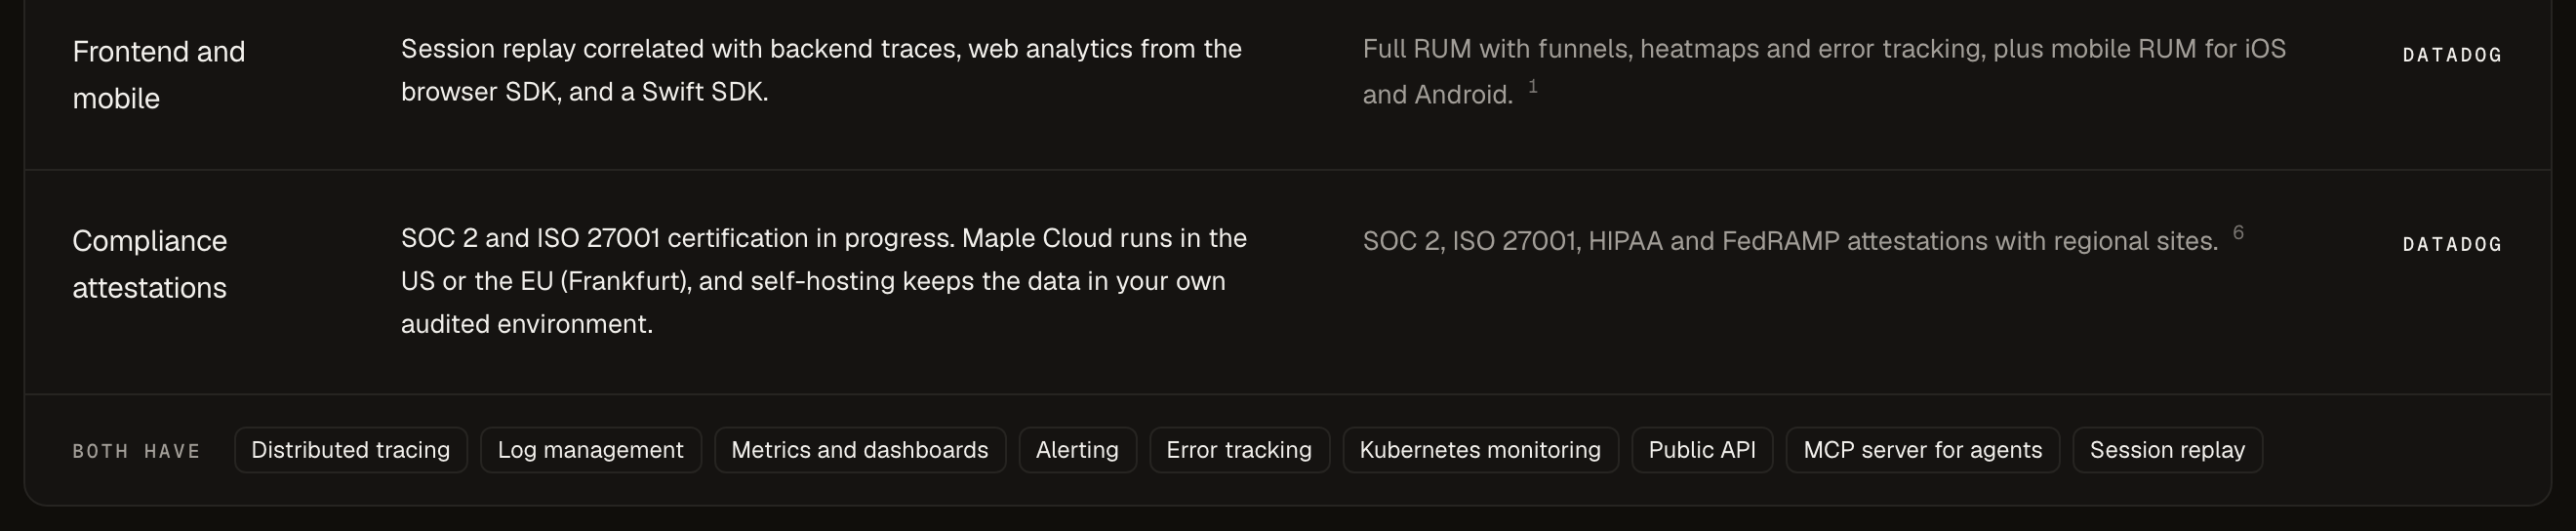 Frontend and
mobile
Session replay correlated with backend traces, web analytics from the
browser SDK, and a Swift SDK.
Full RUM with funnels, heatmaps and error tracking, plus mobile RUM for iOS
and Android. 1
DATADOG
Compliance
attestations
SOC 2 and ISO 27001 certification in progress. Maple Cloud runs in the
US or the EU (Frankfurt), and self-hosting keeps the data in your own
audited environment.
SOC 2, ISO 27001, HIPAA and FedRAMP attestations with regional sites. 6
DATADOG
BOTH HAVE Distributed tracing Log management Metrics and dashboards Alerting Error tracking Kubernetes monitoring Public API MCP server for agents Session replay